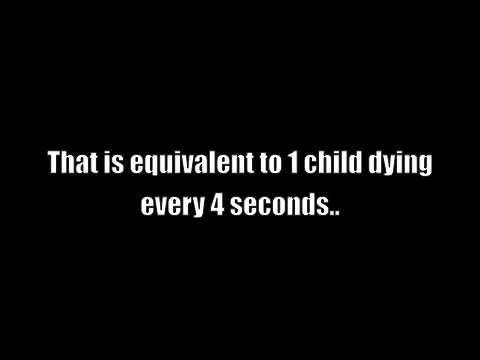 That is equivalent to 1 child dying
every 4 seconds..